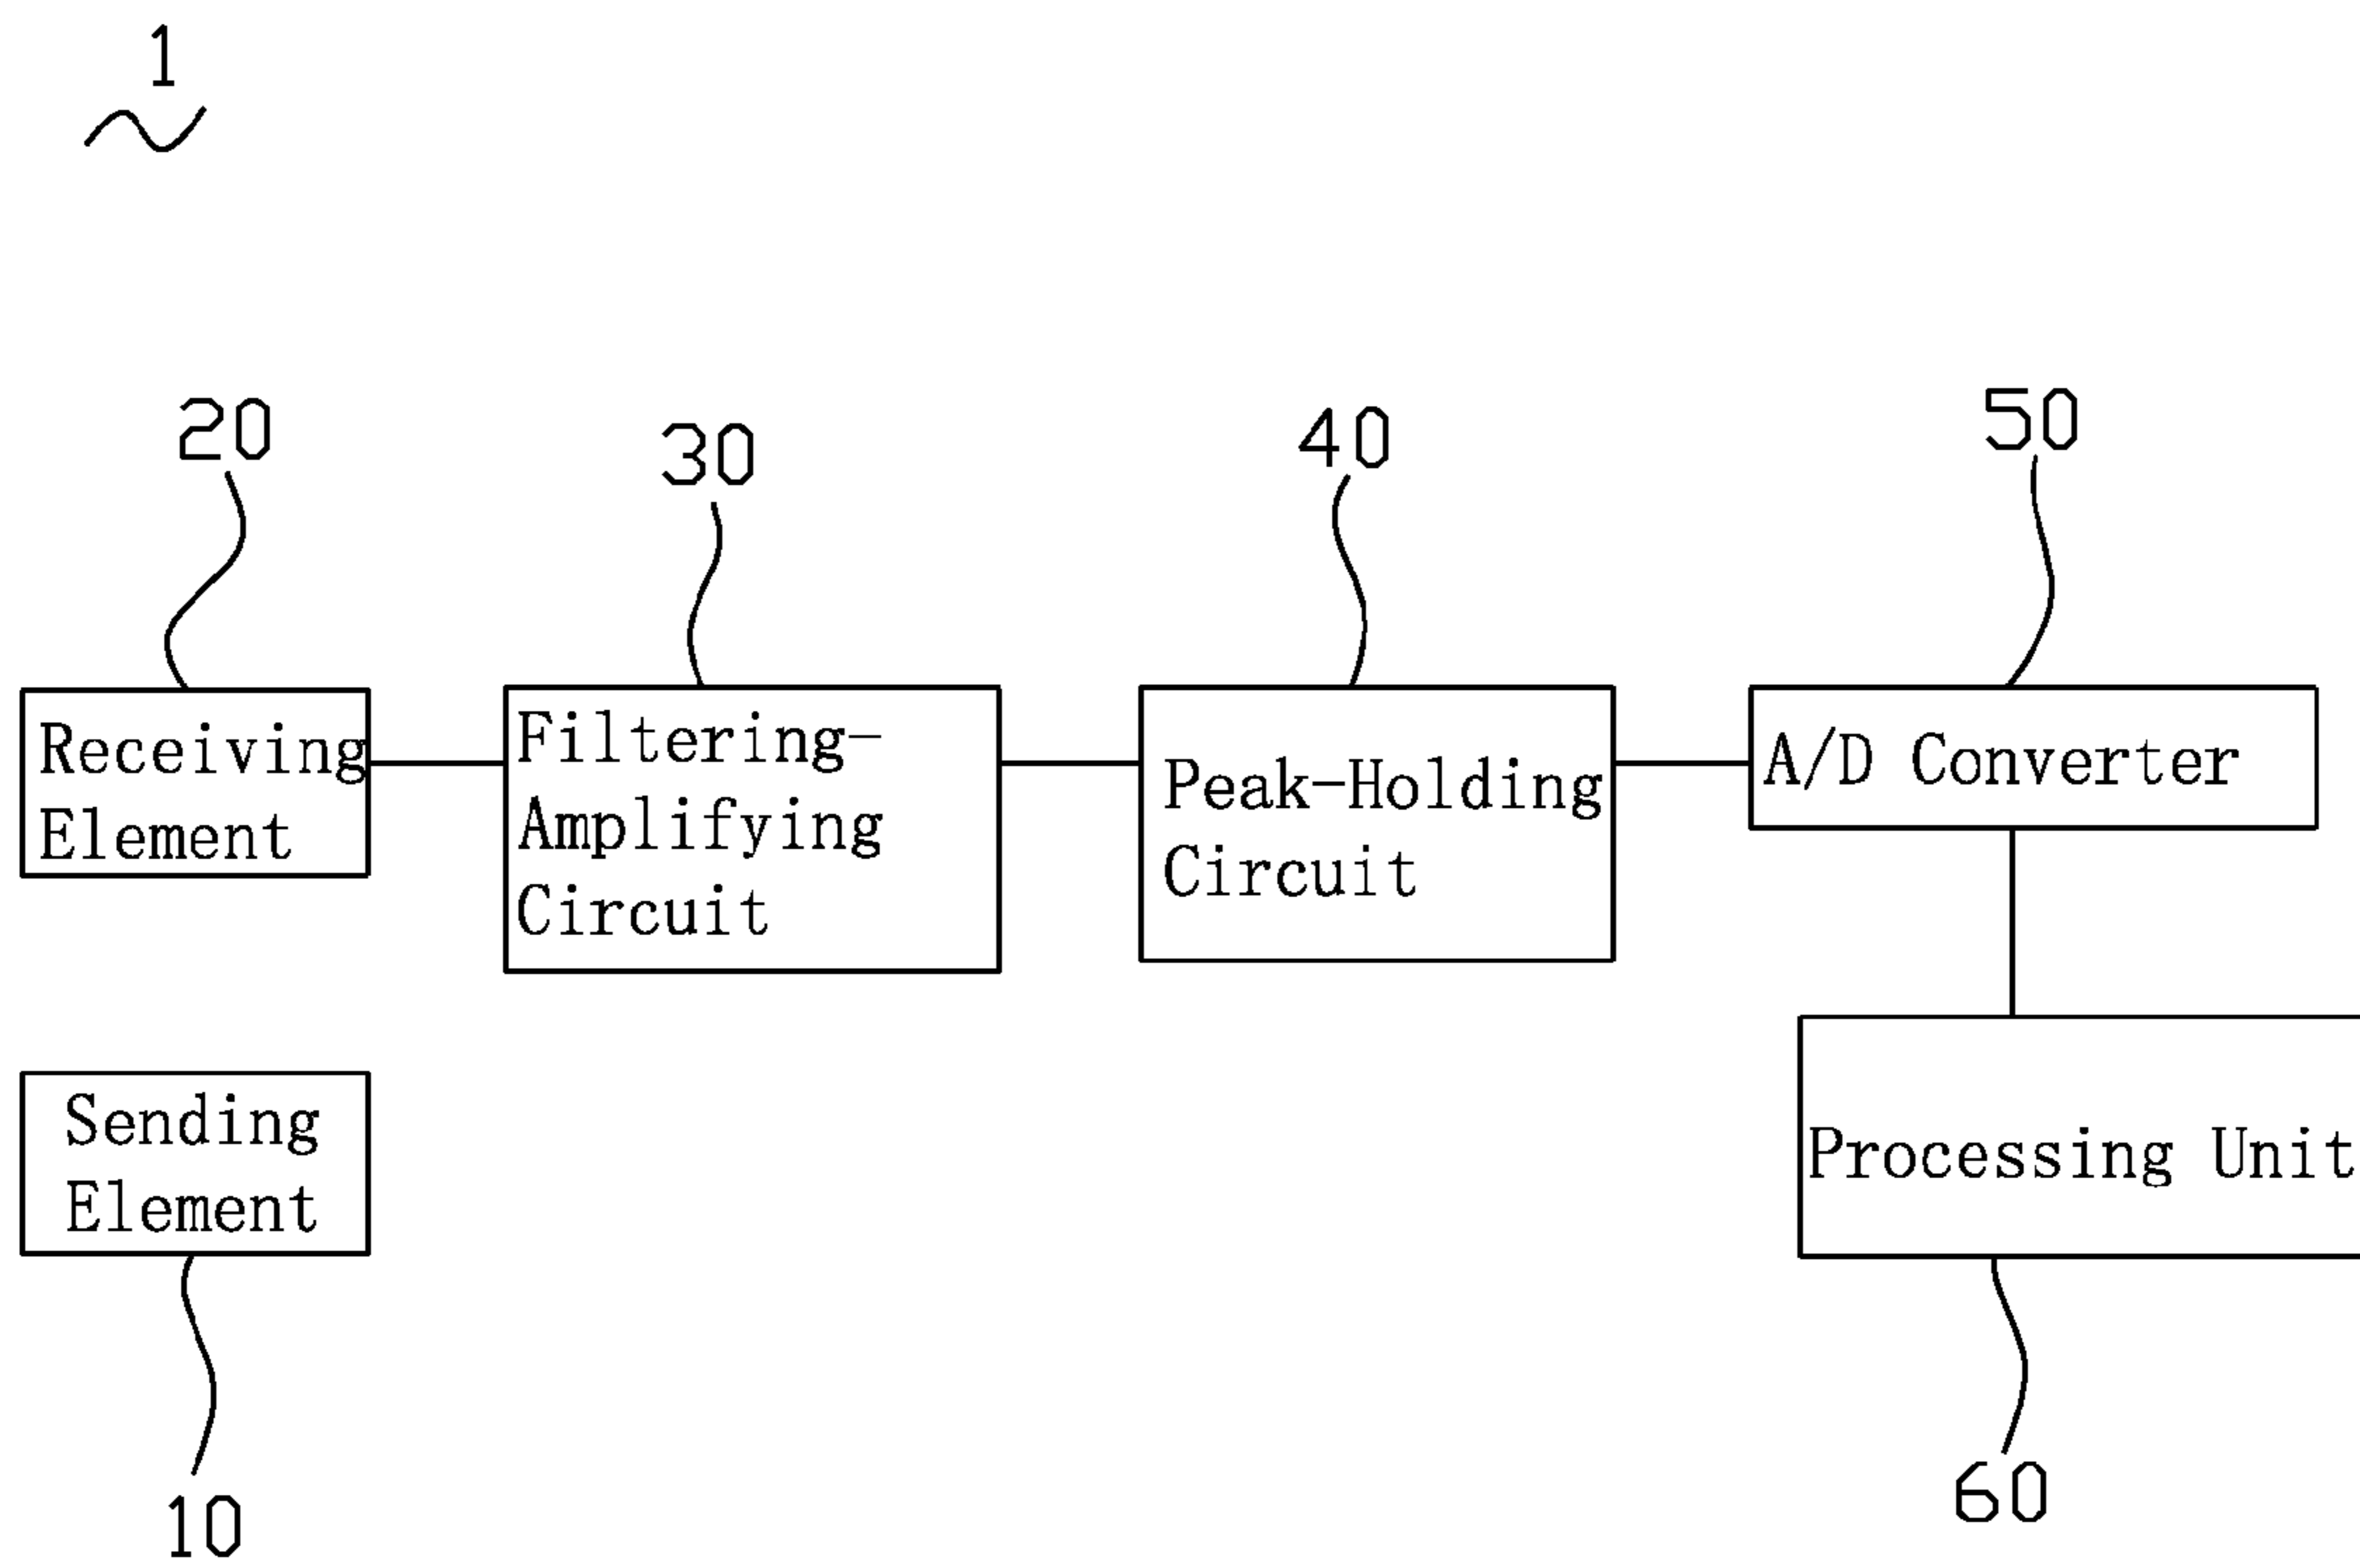 1
20
30
40
50
Receiving
Element
Filtering-
Amplifying
Circuit
Peak-Holding
Circuit
A/D Converter
Sending
Element
Processing Unit
10
60